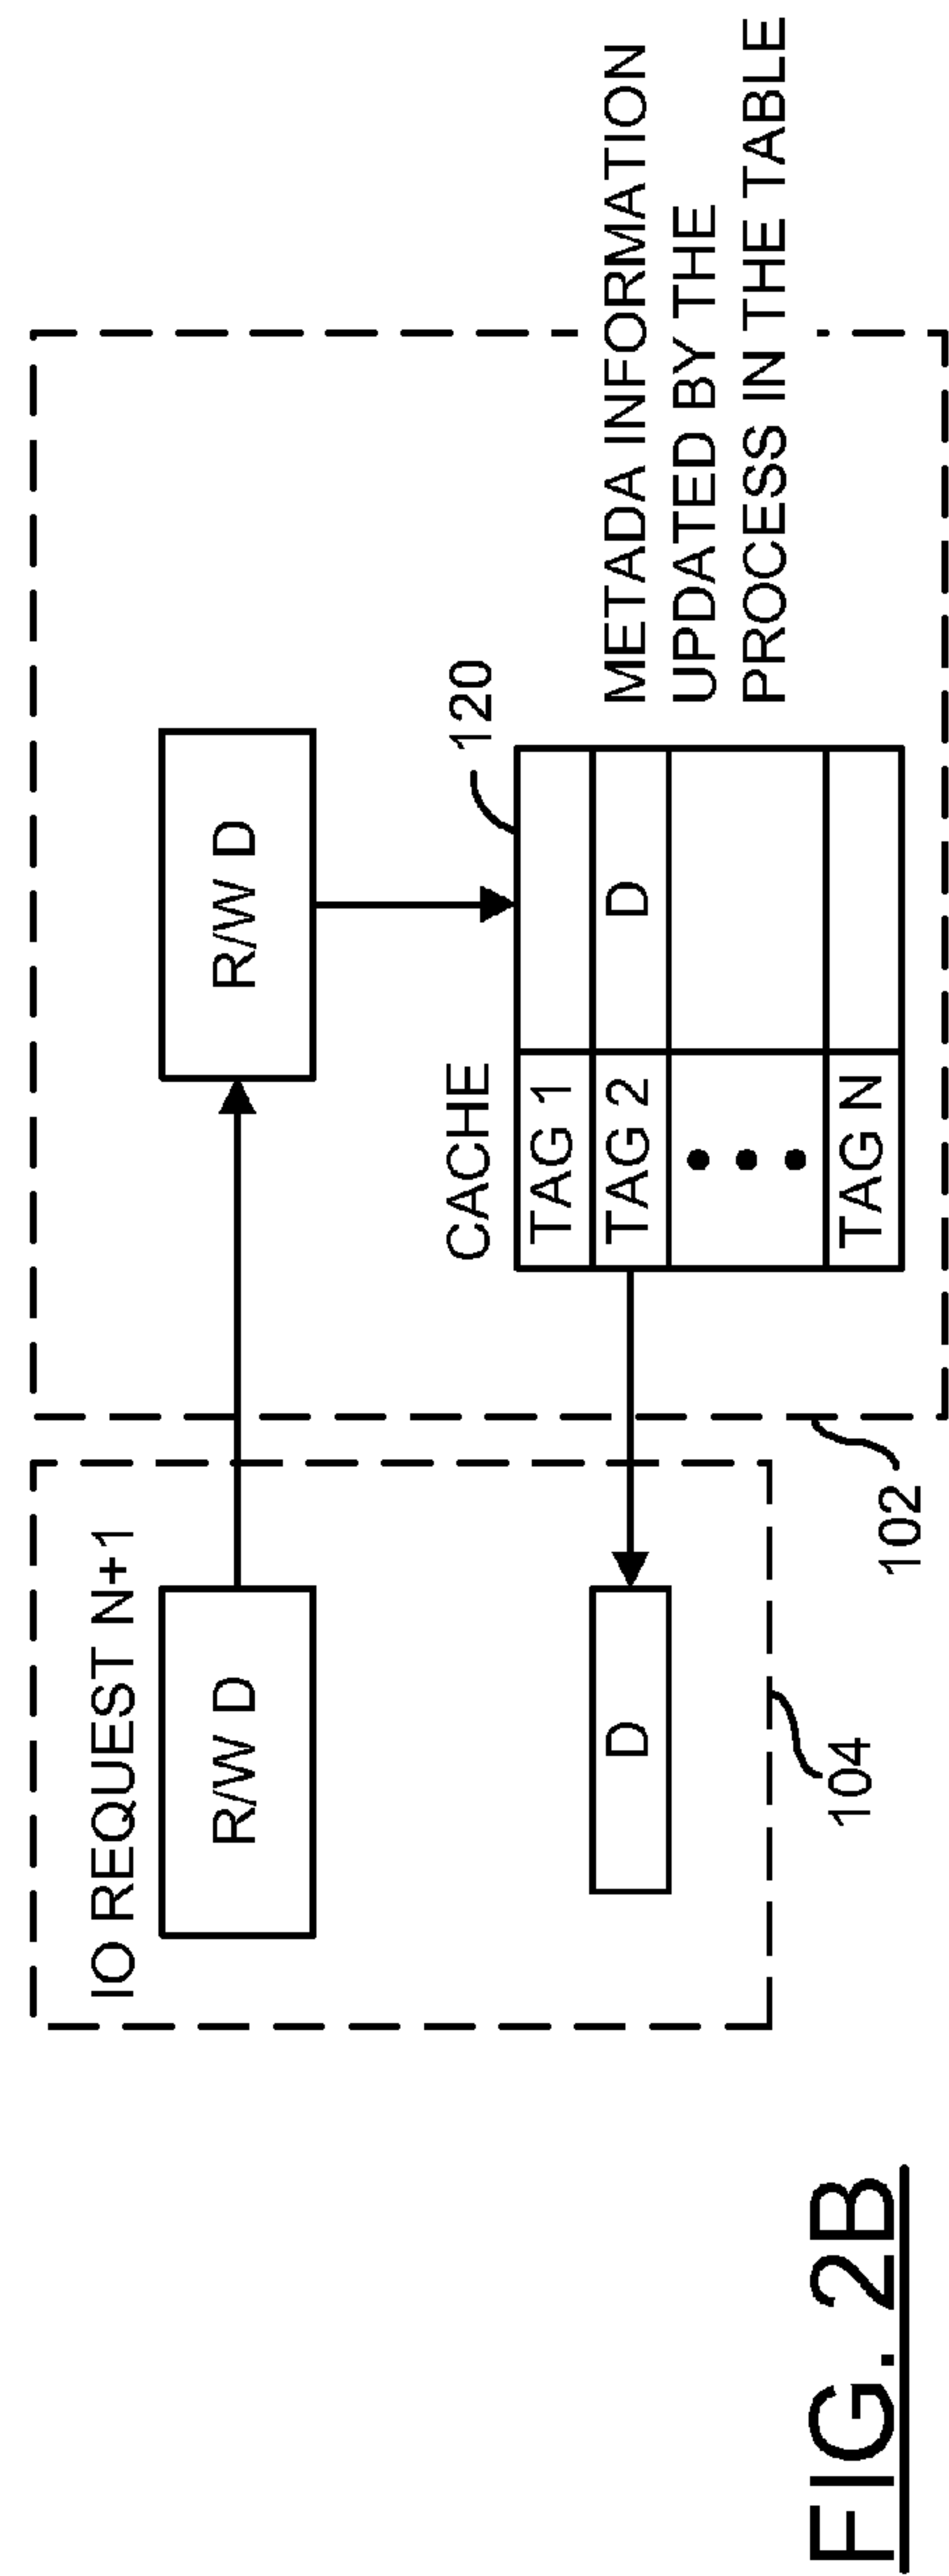 IO REQUEST N+1
R/W D
R/W D
120
CACHE
TAG 1
D
TAG 2
D
TAG N
METADA INFORMATION
UPDATED BY THE
PROCESS IN THE TABLE
104
102
FIG. 2B